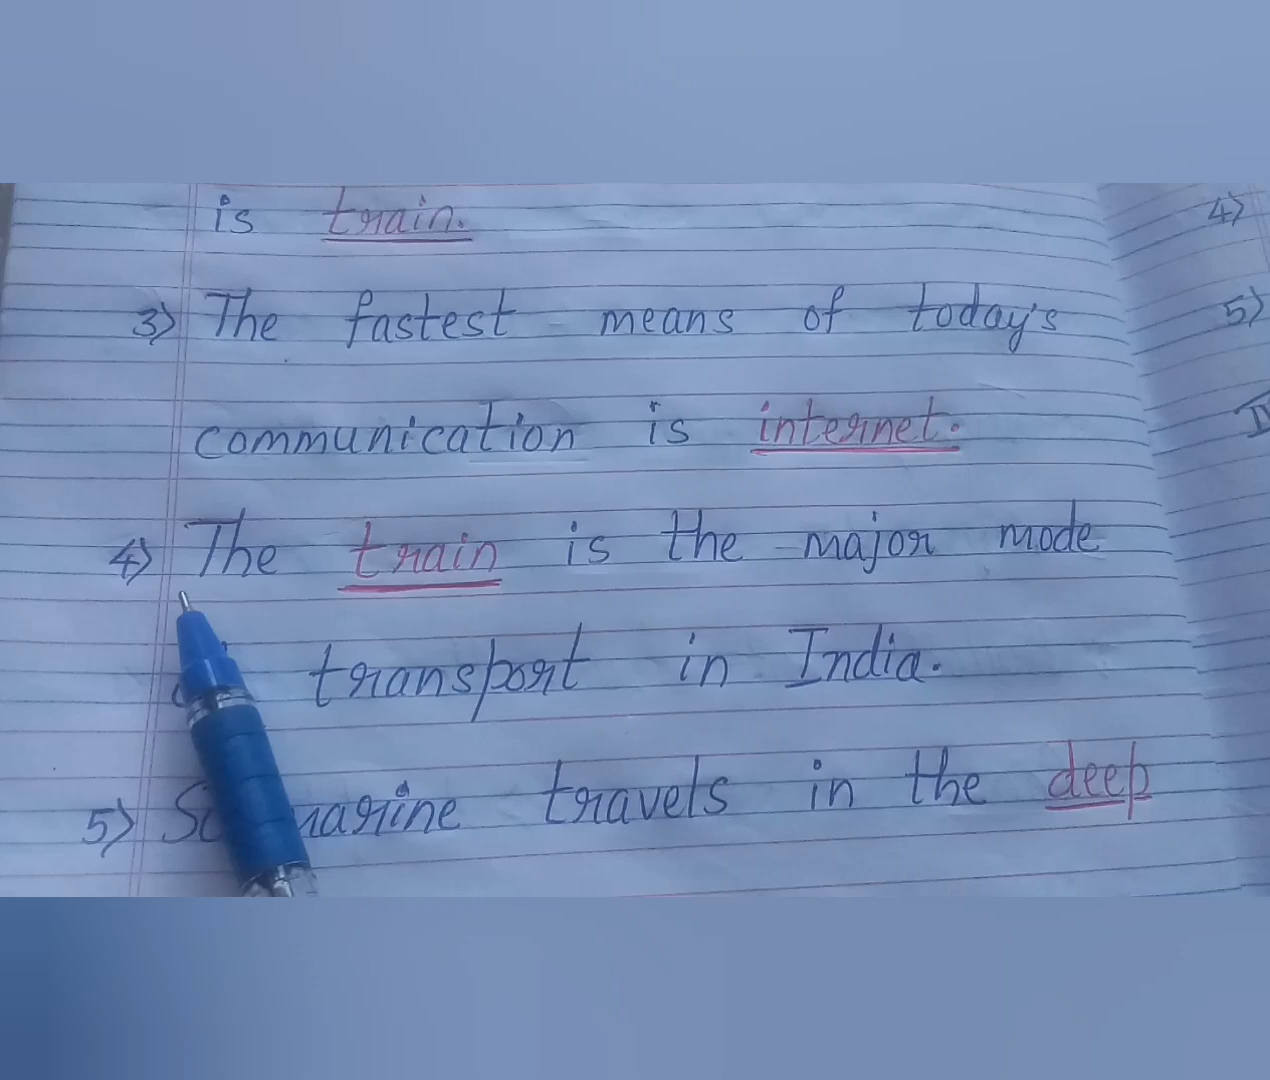 is train.
3) The fastest means of today's
communication is internet.
4) The train is the major mode
transport in India.
5) travels in the deep
4)
5)